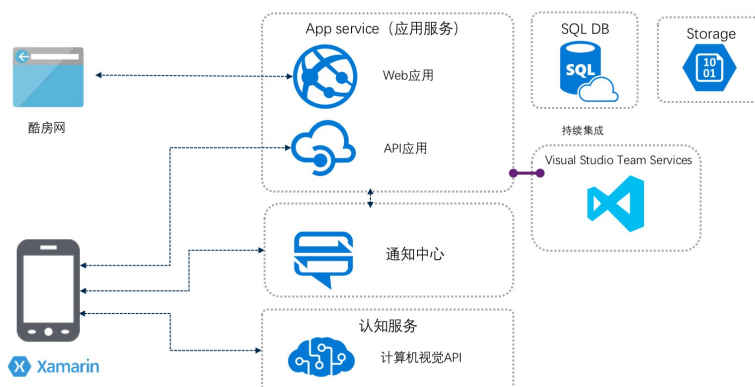 App service（应用服务）
SQL DB
Storage
SQL
10
01
Web应用
酷房网
持续集成
API应用
Visual Studio Team Services
通知中心
认知服务
计算机视觉API
Xamarin